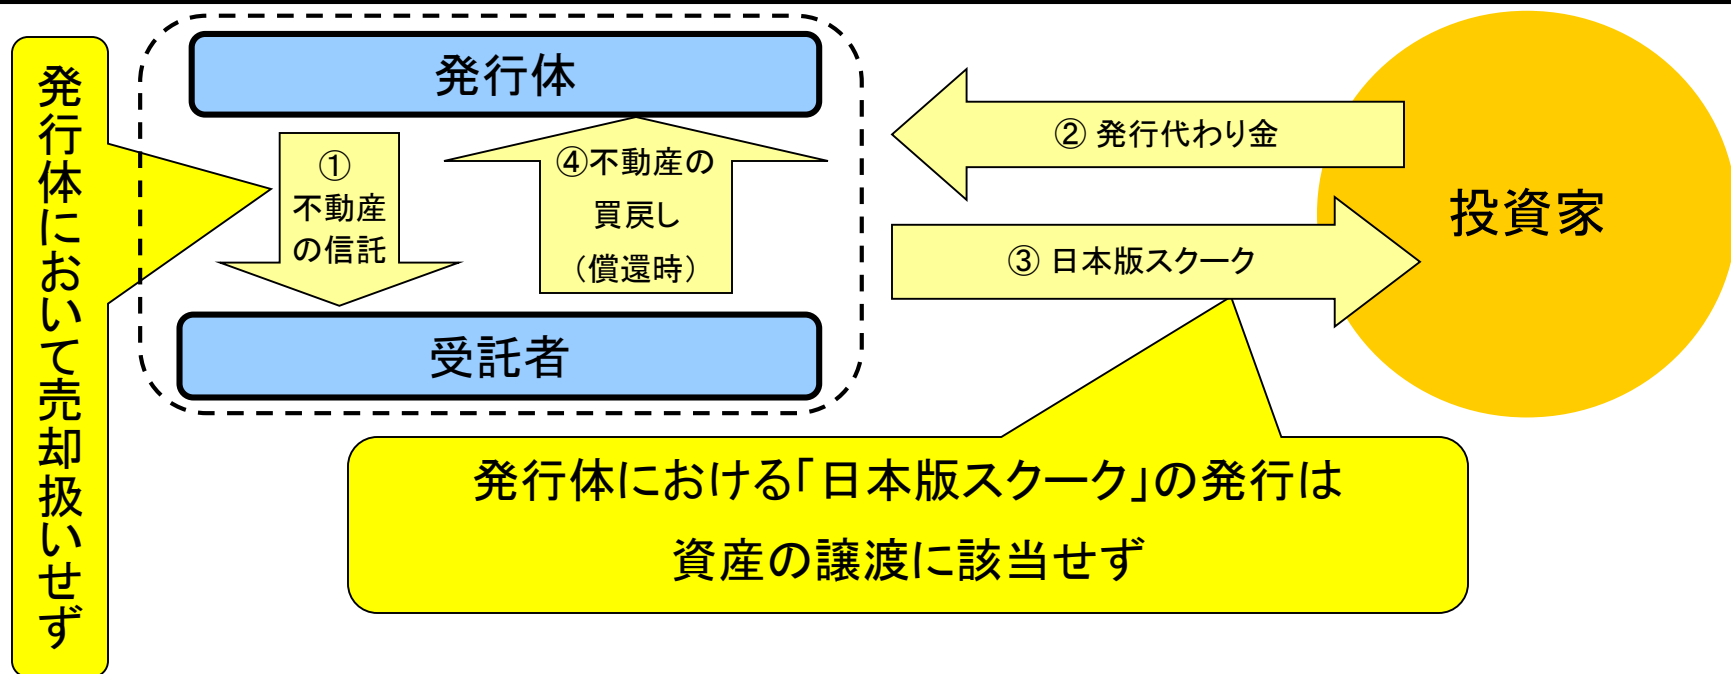 発行体において売却扱いせず
発行体
①
不動産
の信託
④不動産の
買戻し
（償還時）
受託者
② 発行代わり金
③ 日本版スクーク
投資家
発行体における「日本版スクーク」の発行は
資産の譲渡に該当せず